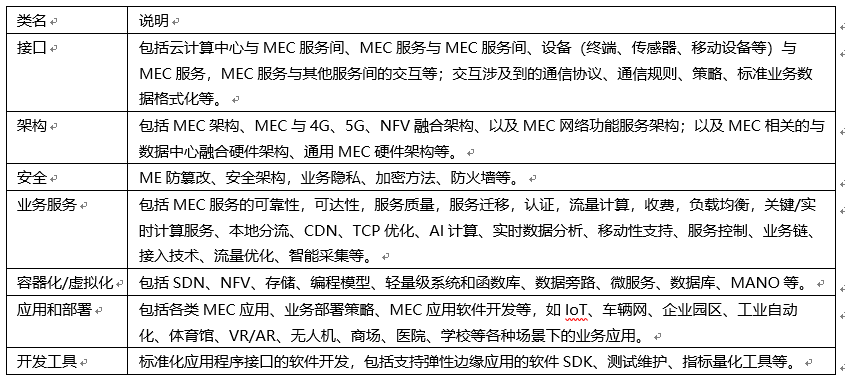 类名 说明
接口 包括云计算中心与 MEC 服务间、MEC 服务与 MEC 服务间、设备（终端、传感器、移动设备等）与
MEC 服务，MEC 服务与其他服务间的交互等；交互涉及到的通信协议、通信规则、策略、标准业务数
据格式化等。
架构 包括 MEC 架构、MEC 与 4G、5G、NFV 融合架构、以及 MEC 网络功能服务架构；以及 MEC 相关的与
数据中心融合硬件架构、通用 MEC 硬件架构等。
安全 ME 防篡改、安全架构，业务隐私、加密方法、防火墙等。
业务服务 包括 MEC 服务的可靠性，可达性，服务质量，服务迁移，认证，流量计算，收费，负载均衡，关键/实
时计算服务、本地分流、CDN、TCP 优化、AI 计算、实时数据分析、移动性支持、服务控制、业务链、
接入技术、流量优化、智能采集等。
容器化/虚拟化 包括 SDN、NFV、存储、编程模型、轻量级系统和函数库、数据旁路、微服务、数据库、MANO 等。
应用和部署 包括各类 MEC 应用、业务部署策略、MEC 应用软件开发等，如 IoT、车辆网、企业园区、工业自动
化、体育馆、VR/AR、无人机、商场、医院、学校等各种场景下的业务应用。
开发工具 标准化应用程序接口的软件开发，包括支持弹性边缘应用的软件 SDK、测试维护、指标量化工具等。